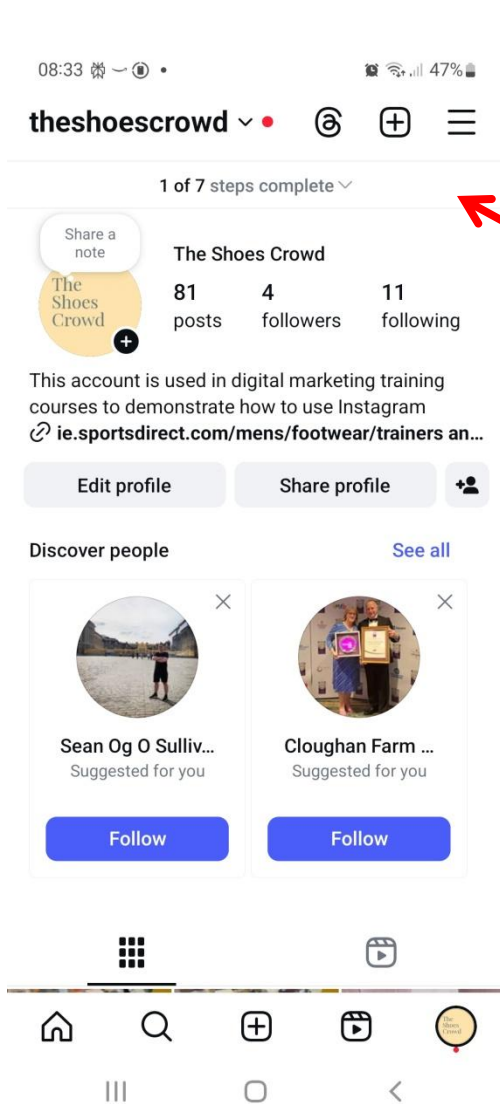 08:33 47%
theshoescrowd
1 of 7 steps complete
Share a
note
The
Shoes
Crowd
The Shoes Crowd
81 4 11
posts followers following
This account is used in digital marketing training
courses to demonstrate how to use Instagram
ie.sportsdirect.com/mens/footwear/trainers an...
Edit profile Share profile
Discover people See all
Sean Og O Sulliv... Cloughan Farm ...
Suggested for you Suggested for you
Follow Follow
The
Shoes
Crowd